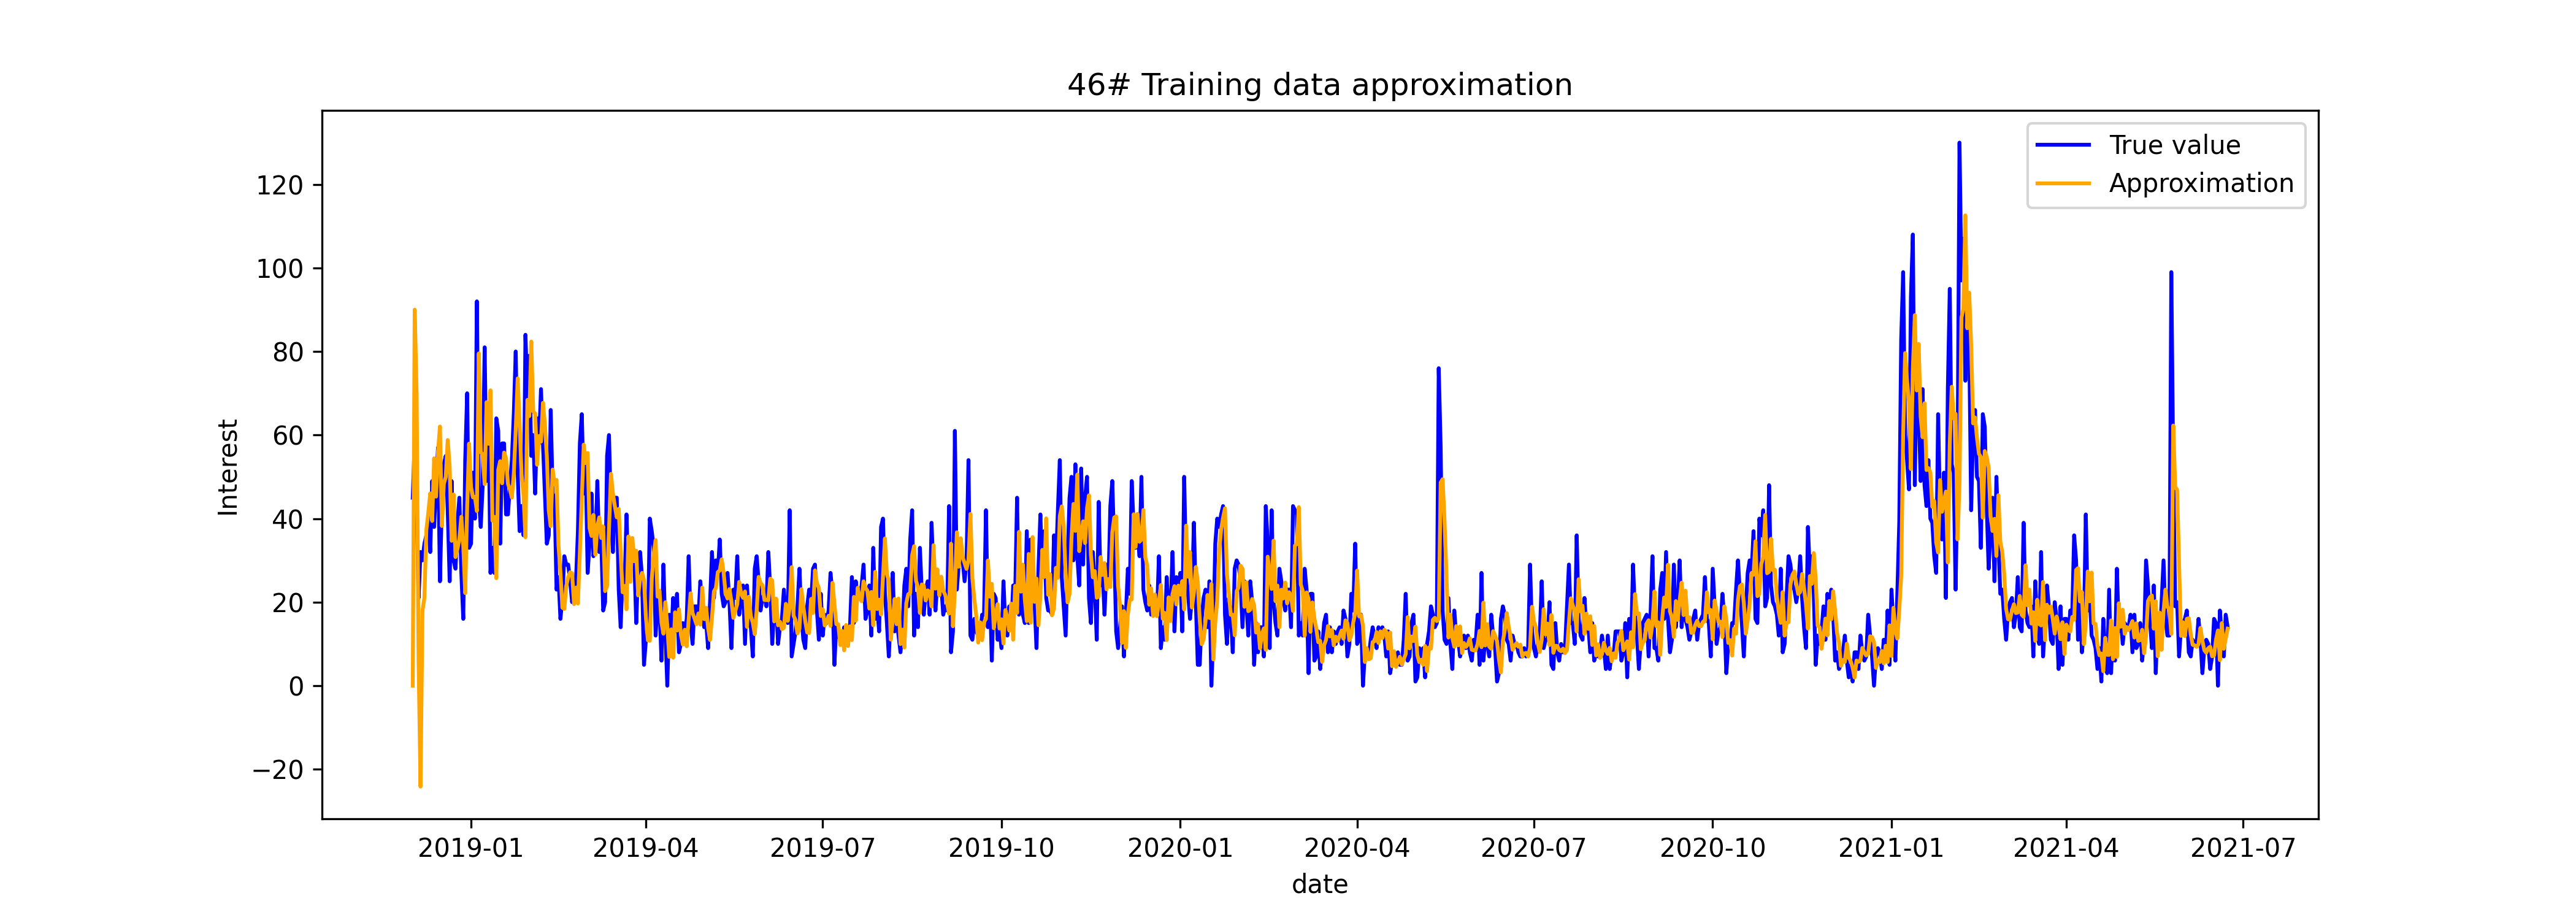 46# Training data approximation
True value
Approximation
Interest
120
100
80
60
40
20
0
−20
2019-01 2019-04 2019-07 2019-10 2020-01 2020-04 2020-07 2020-10 2021-01 2021-04 2021-07
date